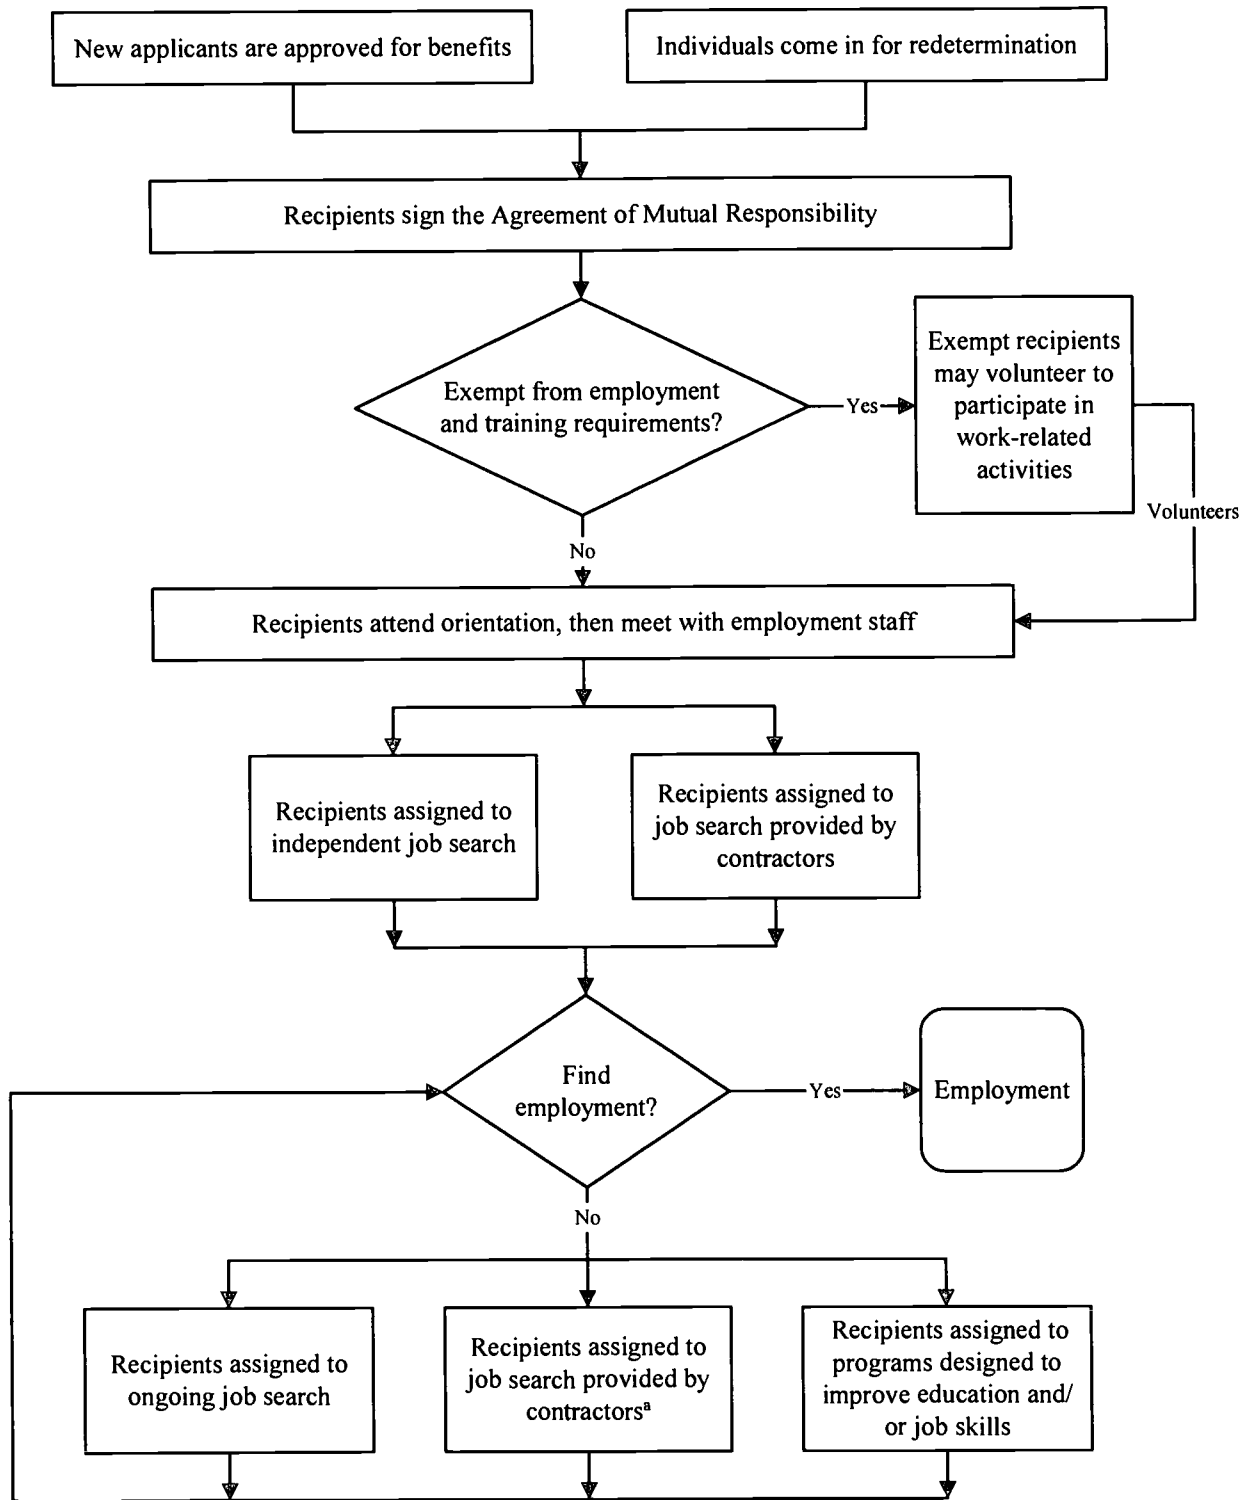 New applicants are approved for benefits
Individuals come in for redetermination
Recipients sign the Agreement of Mutual Responsibility
Exempt from employment
and training requirements?
Yes
Exempt recipients
may volunteer to
participate in
work-related
activities
Volunteers
No
Recipients attend orientation, then meet with employment staff
Recipients assigned to
independent job search
Recipients assigned to
job search provided by
contractors
Find
employment?
Yes
Employment
No
Recipients assigned to
ongoing job search
Recipients assigned to
job search provided by
contractorsª
Recipients assigned to
programs designed to
improve education and/
or job skills